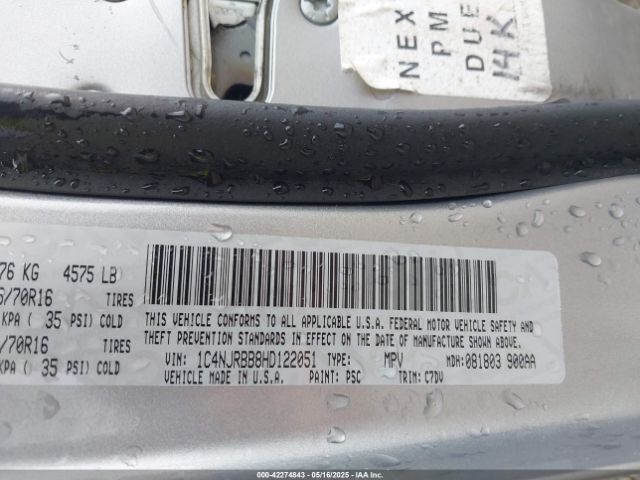 NEX
PM
DUE
14K
76 KG 4575 LB
/70R16 TIRES
KPA ( 35 PSI) COLD
/70R16 TIRES
KPA ( 35 PSI) COLD
THIS VEHICLE CONFORMS TO ALL APPLICABLE U.S.A. FEDERAL MOTOR VEHICLE SAFETY, BUMPER, AND
THEFT PREVENTION STANDARDS IN EFFECT ON THE DATE OF MANUFACTURE SHOWN ABOVE.
VIN: 1C4NJRBB8HD122051 TYPE: MPV MDH: 081803 900AA
VEHICLE MADE IN U.S.A. PAINT: PSC TRIM: C7DV
000-42274843 - 05/16/2025 - IAA Inc.